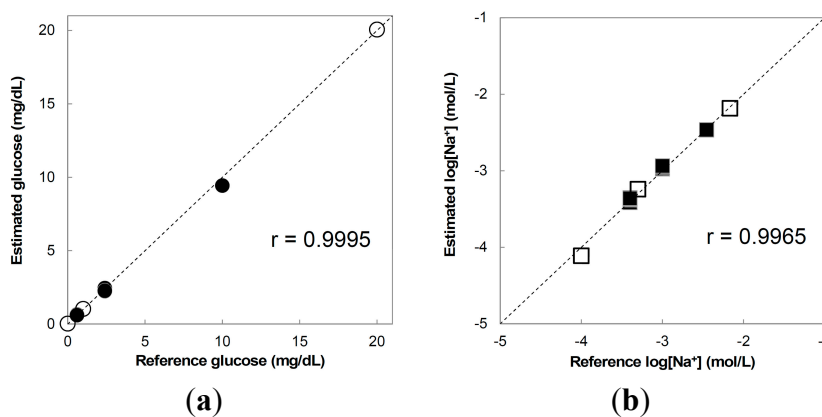 20
15
10
5
0
Estimated glucose (mg/dL)
r = 0.9995
0 5 10 15 20
Reference glucose (mg/dL)
(a)
-1
-2
-3
-4
-5
Estimated log[Na⁺] (mol/L)
r = 0.9965
-5 -4 -3 -2 -1
Reference log[Na⁺] (mol/L)
(b)